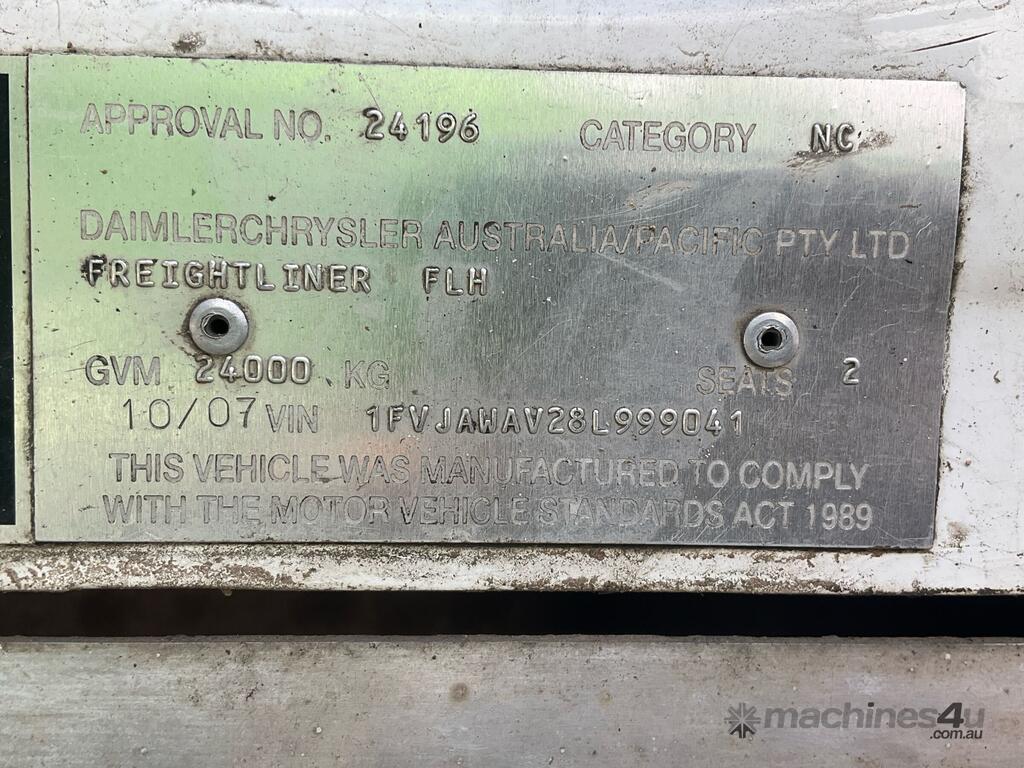 APPROVAL NO. 24196 CATEGORY NC
DAIMLERCHRYSLER AUSTRALIA/PACIFIC PTY LTD
FREIGHTLINER FLH
GVM 24000 KG SEATS 2
10/07 VIN 1FVJAWAV28L999041
THIS VEHICLE WAS MANUFACTURED TO COMPLY
WITH THE MOTOR VEHICLE STANDARDS ACT 1989
machines4u
.com.au